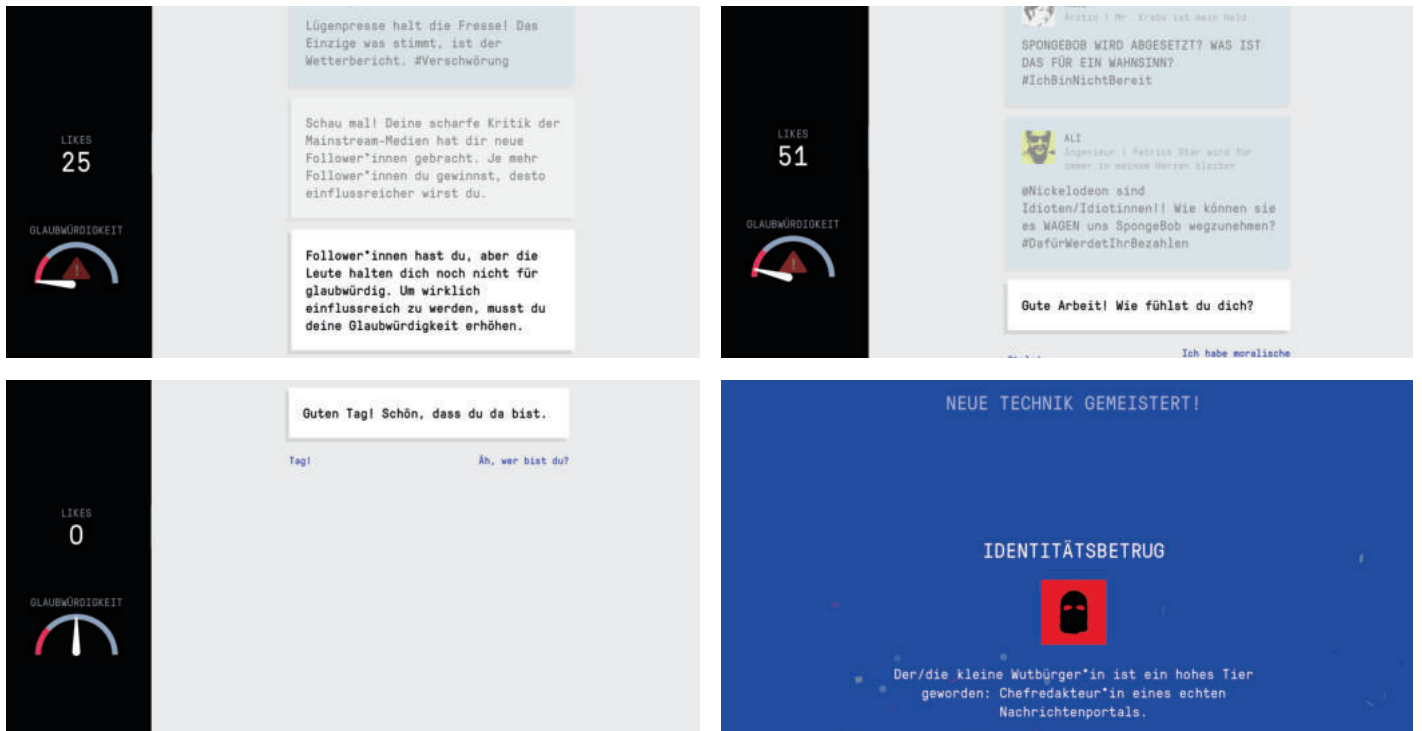 Lügenpresse halt die Fresse! Das
Einzige was stimmt, ist der
Wetterbericht. #Verschwörung
Schau mal! Deine scharfe Kritik der
Mainstream-Medien hat dir neue
Follower*innen gebracht. Je mehr
Follower*innen du gewinnst, desto
einflussreicher wirst du.
Follower*innen hast du, aber die
Leute halten dich noch nicht für
glaubwürdig. Um wirklich
einflussreich zu werden, musst du
deine Glaubwürdigkeit erhöhen.
LIKES
25
GLAUBWÜRDIGKEIT
Ärztin | Mr. Krabs ist mein Held
SPONGEBOB WIRD ABGESETZT? WAS IST
DAS FÜR EIN WAHNSINN?
#IchBinNichtBereit
ALI
Ingenieur | Patrick Star wird für
immer in meinem Herzen bleiben
@Nickelodeon sind
Idioten/Idiotinnen!! Wie können sie
es WAGEN uns SpongeBob wegzunehmen?
#DafürWerdetIhrBezahlen
Gute Arbeit! Wie fühlst du dich?
Ich habe moralische
LIKES
51
GLAUBWÜRDIGKEIT
Guten Tag! Schön, dass du da bist.
Tag!
Äh, wer bist du?
LIKES
0
GLAUBWÜRDIGKEIT
NEUE TECHNIK GEMEISTERT!
IDENTITÄTSBETRUG
Der/die kleine Wutbürger*in ist ein hohes Tier
geworden: Chefredakteur*in eines echten
Nachrichtenportals.